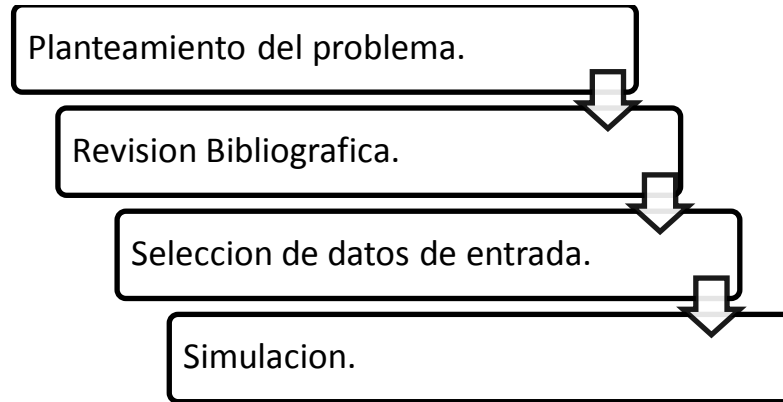 Planteamiento del problema.
Revision Bibliografica.
Seleccion de datos de entrada.
Simulacion.